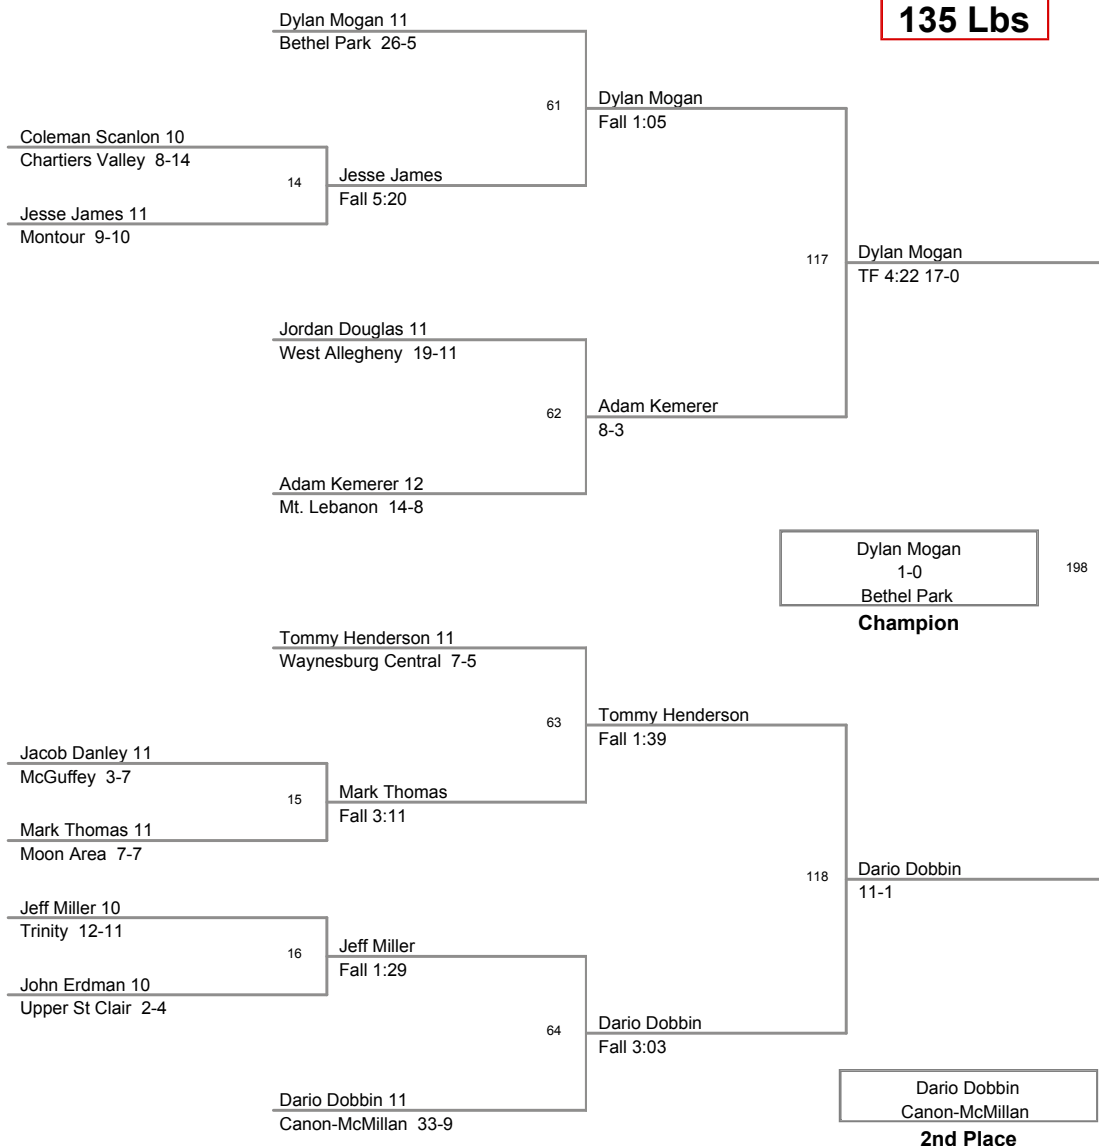 135 Lbs
Dylan Mogan 11
Bethel Park 26-5
61
Dylan Mogan
Fall 1:05
Coleman Scanlon 10
Chartiers Valley 8-14
14
Jesse James
Fall 5:20
Jesse James 11
Montour 9-10
117
Dylan Mogan
TF 4:22 17-0
Jordan Douglas 11
West Allegheny 19-11
62
Adam Kemerer
8-3
Adam Kemerer 12
Mt. Lebanon 14-8
Dylan Mogan
1-0
Bethel Park
198
Champion
Tommy Henderson 11
Waynesburg Central 7-5
63
Tommy Henderson
Fall 1:39
Jacob Danley 11
McGuffey 3-7
15
Mark Thomas
Fall 3:11
Mark Thomas 11
Moon Area 7-7
118
Dario Dobbin
11-1
Jeff Miller 10
Trinity 12-11
16
Jeff Miller
Fall 1:29
John Erdman 10
Upper St Clair 2-4
64
Dario Dobbin
Fall 3:03
Dario Dobbin 11
Canon-McMillan 33-9
Dario Dobbin
Canon-McMillan
2nd Place